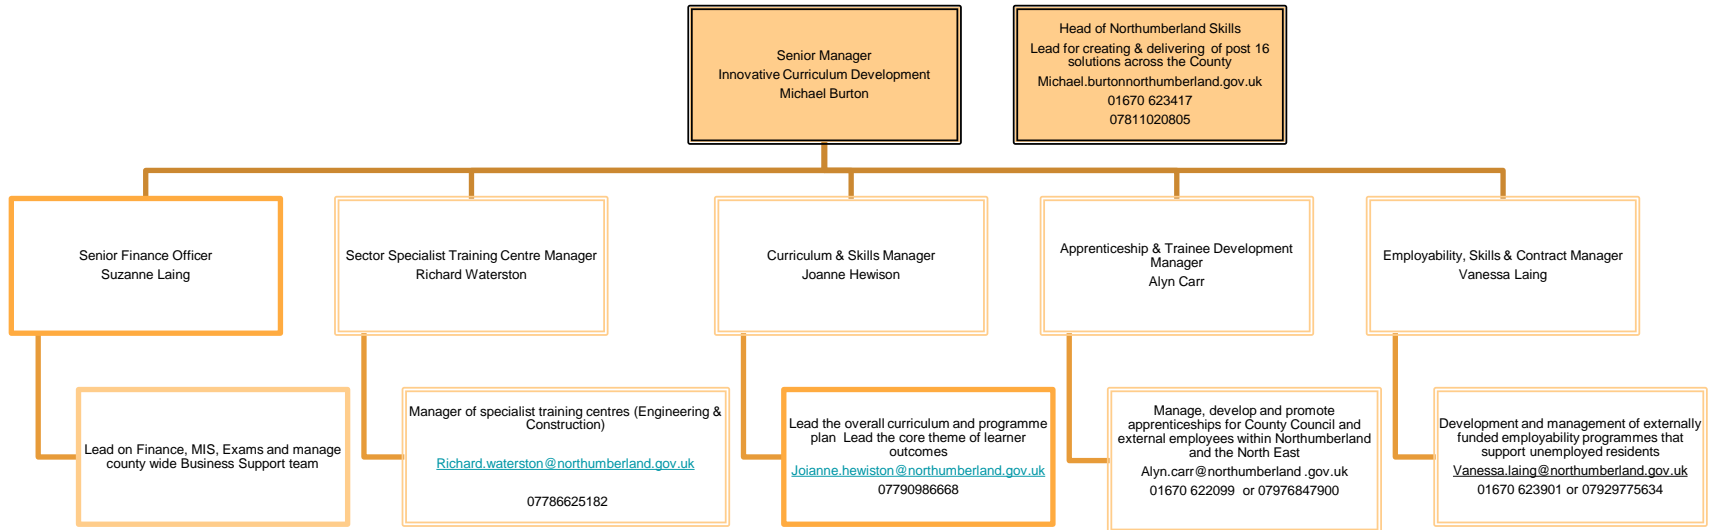 Senior Manager
Innovative Curriculum Development
Michael Burton
Head of Northumberland Skills
Lead for creating & delivering of post 16
solutions across the County
Michael.burtonnorthumberland.gov.uk
01670 623417
07811020805
Senior Finance Officer
Suzanne Laing
Sector Specialist Training Centre Manager
Richard Waterston
Curriculum & Skills Manager
Joanne Hewison
Apprenticeship & Trainee Development
Manager
Alyn Carr
Employability, Skills & Contract Manager
Vanessa Laing
Lead on Finance, MIS, Exams and manage
county wide Business Support team
Manager of specialist training centres (Engineering &
Construction)
Richard.waterston@northumberland.gov.uk
07786625182
Lead the overall curriculum and programme
plan Lead the core theme of learner
outcomes
Joianne.hewiston@northumberland.gov.uk
07790986668
Manage, develop and promote
apprenticeships for County Council and
external employees within Northumberland
and the North East
Alyn.carr@northumberland .gov.uk
01670 622099 or 07976847900
Development and management of externally
funded employability programmes that
support unemployed residents
Vanessa.laing@northumberland.gov.uk
01670 623901 or 07929775634